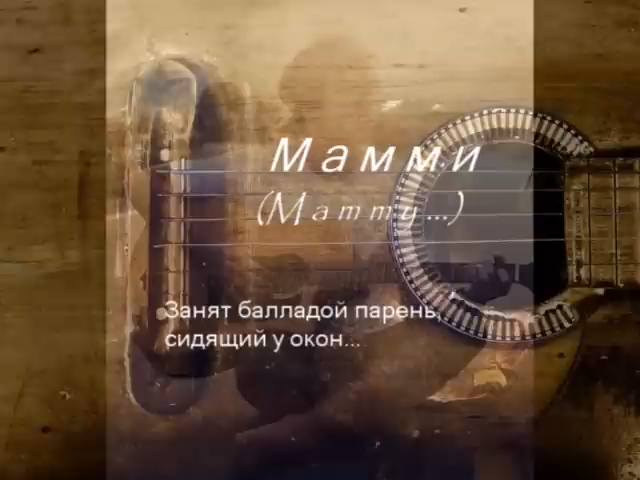 Мамми
(Mammy...)
Занят балладой парень,
сидящий у окон...